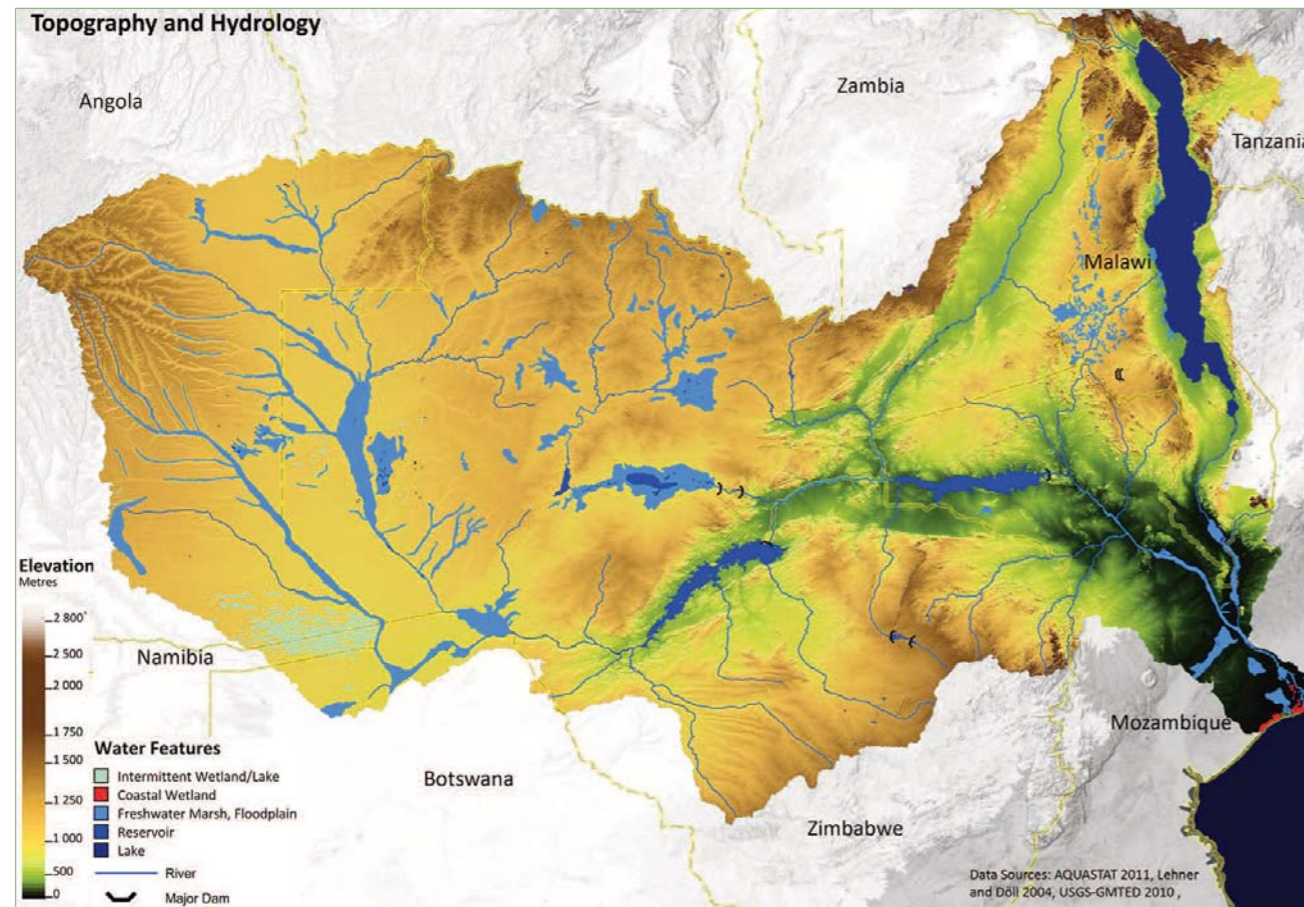 Topography and Hydrology
Angola
Zambia
Tanzania
Malawi
Elevation
Metres
2 800
2 500
2 000
1 750
1 500
1 250
1 000
500
0
Namibia
Botswana
Zimbabwe
Mozambique
Water Features
Intermittent Wetland/Lake
Coastal Wetland
Freshwater Marsh, Floodplain
Reservoir
Lake
River
Major Dam
Data Sources: AQUASTAT 2011, Lehner
and Döll 2004, USGS-GMTED 2010 ,